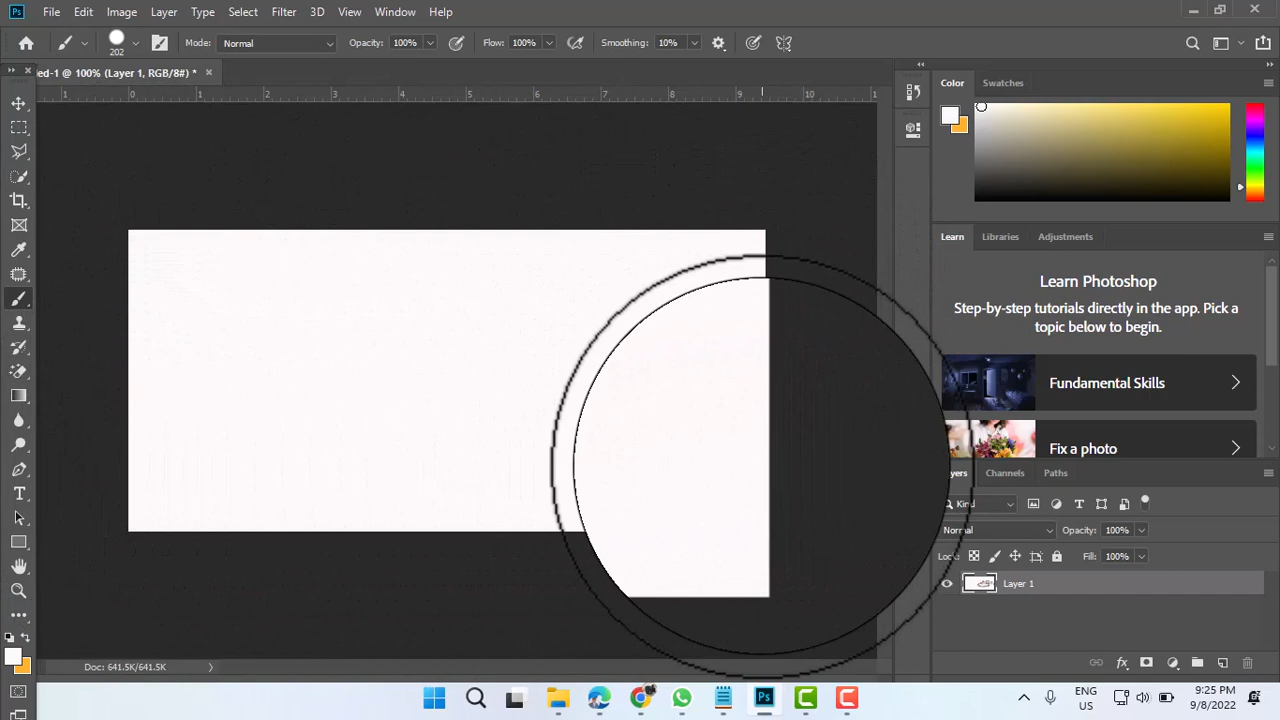 Ps File Edit Image Layer Type Select Filter 3D View Window Help
202 Mode: Normal Opacity: 100% Flow: 100% Smoothing: 10%
ed-1 @ 100% (Layer 1, RGB/8#) * ×
1 0 1 2 3 4 5 6 7 8 9 10 1
Color Swatches
Learn Libraries Adjustments
Learn Photoshop
Step-by-step tutorials directly in the app. Pick a
topic below to begin.
Fundamental Skills
Fix a photo
ayers Channels Paths
Kind
Normal Opacity: 100%
Loc: Fill: 100%
Layer 1
Doc: 641.5K/641.5K
Ps
ENG
US
9:25 PM
9/8/2022